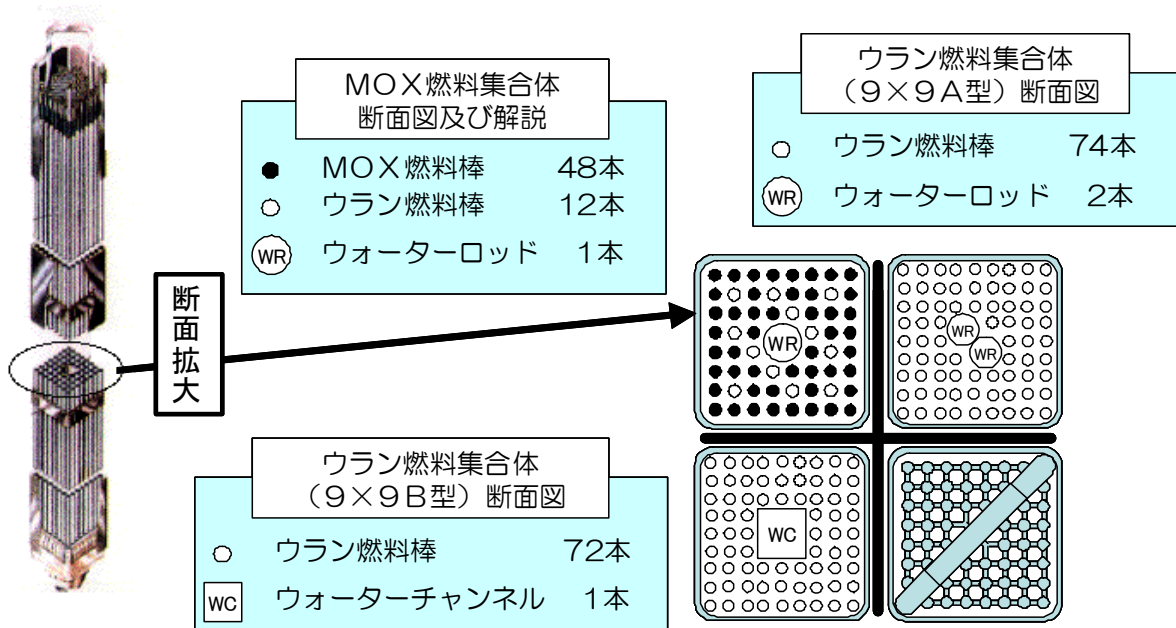 MOX燃料集合体
断面図及び解説
MOX燃料棒 48本
ウラン燃料棒 12本
WR ウォーターロッド 1本
ウラン燃料集合体
(9×9A型)断面図
ウラン燃料棒 74本
WR ウォーターロッド 2本
断面拡大
WR
WR
WR
ウラン燃料集合体
(9×9B型)断面図
ウラン燃料棒 72本
WC ウォーターチャンネル 1本
WC